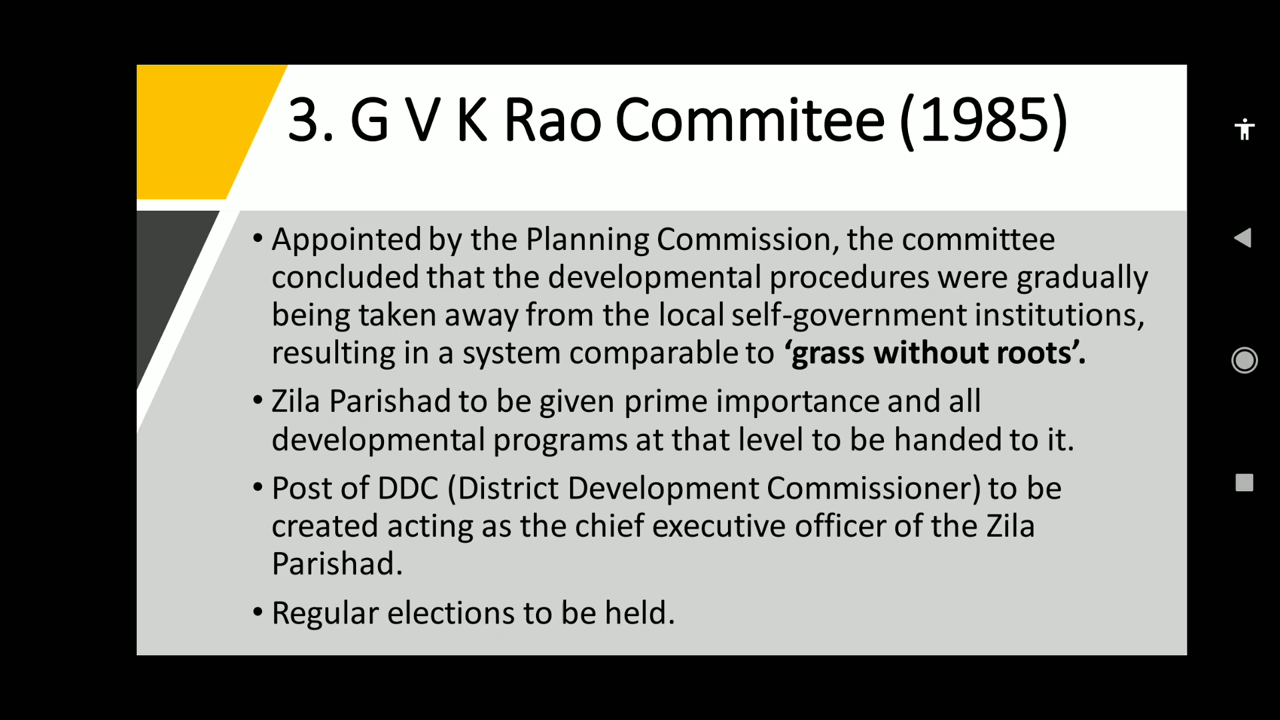 3. G V K Rao Commitee (1985)
• Appointed by the Planning Commission, the committee
concluded that the developmental procedures were gradually
being taken away from the local self-government institutions,
resulting in a system comparable to ‘grass without roots’.
• Zila Parishad to be given prime importance and all
developmental programs at that level to be handed to it.
• Post of DDC (District Development Commissioner) to be
created acting as the chief executive officer of the Zila
Parishad.
• Regular elections to be held.